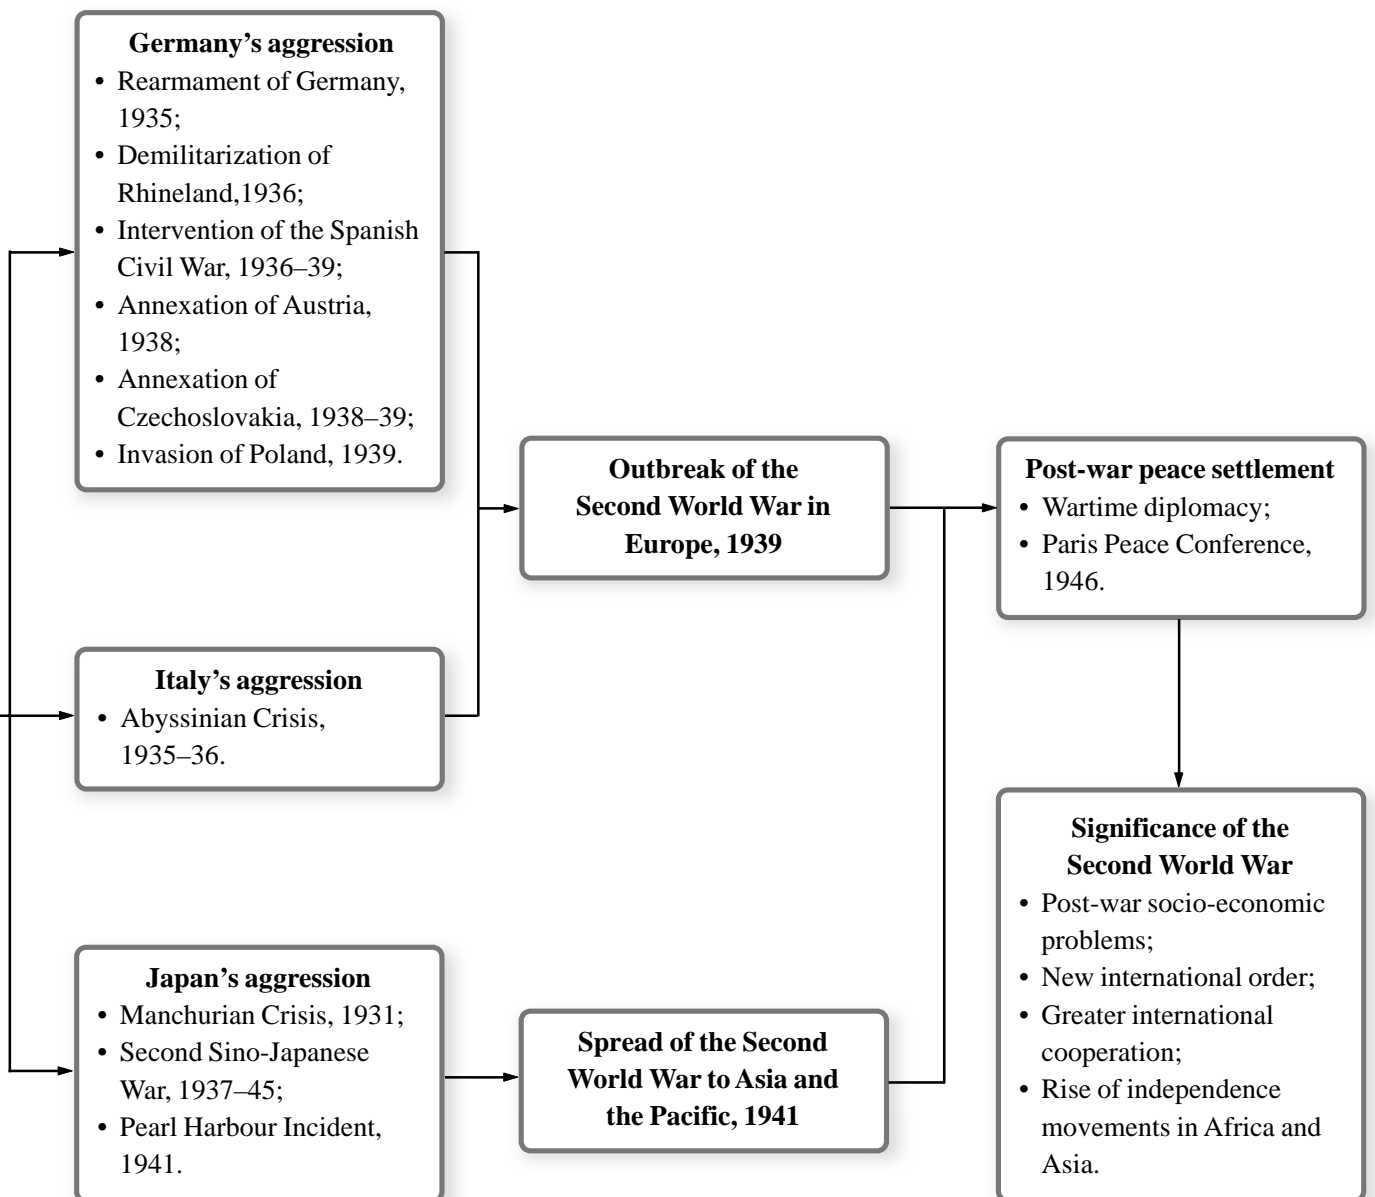 Germany’s aggression
• Rearmament of Germany,
1935;
• Demilitarization of
Rhineland,1936;
• Intervention of the Spanish
Civil War, 1936–39;
• Annexation of Austria,
1938;
• Annexation of
Czechoslovakia, 1938–39;
• Invasion of Poland, 1939.
Italy’s aggression
• Abyssinian Crisis,
1935–36.
Japan’s aggression
• Manchurian Crisis, 1931;
• Second Sino-Japanese
War, 1937–45;
• Pearl Harbour Incident,
1941.
Outbreak of the
Second World War in
Europe, 1939
Spread of the Second
World War to Asia and
the Pacific, 1941
Post-war peace settlement
• Wartime diplomacy;
• Paris Peace Conference,
1946.
Significance of the
Second World War
• Post-war socio-economic
problems;
• New international order;
• Greater international
cooperation;
• Rise of independence
movements in Africa and
Asia.